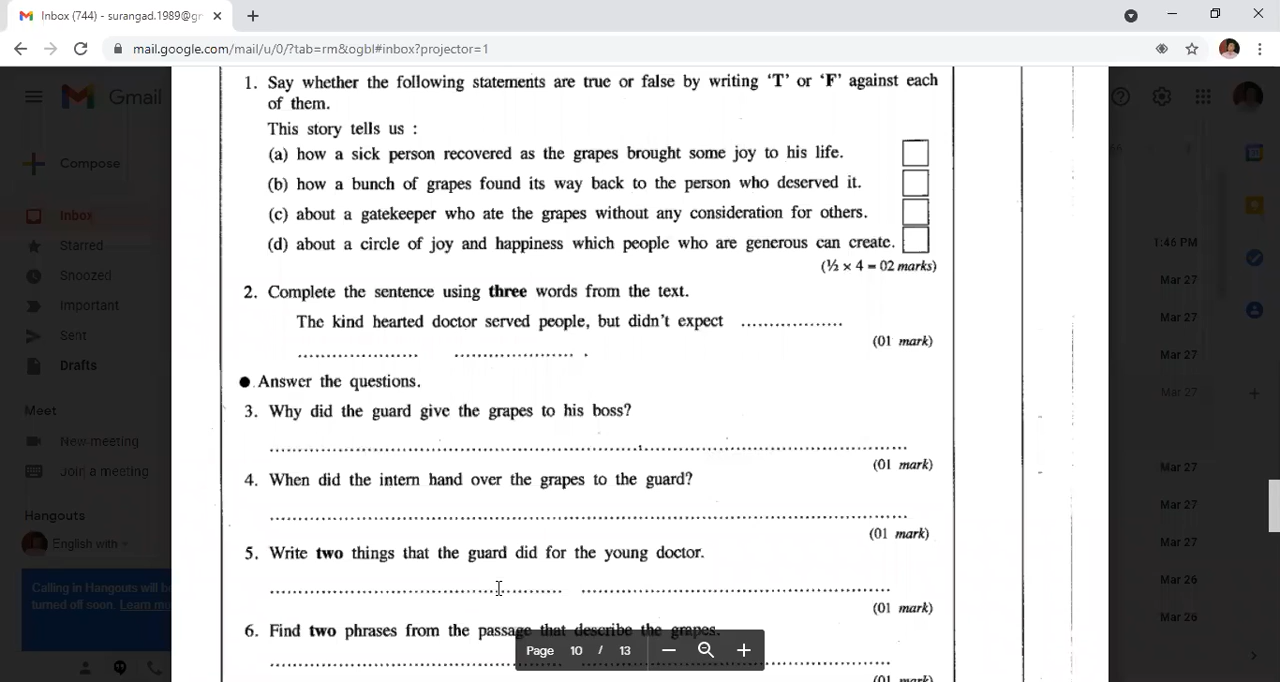 Inbox (744) - surangad.1989@gr
mail.google.com/mail/u/0/?tab=rm&ogbl#inbox?projector=1
Gmail
Compose
Inbox
Starred
Snoozed
Important
Sent
Drafts
Meet
New meeting
Join a meeting
Hangouts
English with
Calling in Hangouts will b
turned off soon. Learn mo
1. Say whether the following statements are true or false by writing 'T' or 'F' against each
of them.
This story tells us :
(a) how a sick person recovered as the grapes brought some joy to his life.
(b) how a bunch of grapes found its way back to the person who deserved it.
(c) about a gatekeeper who ate the grapes without any consideration for others.
(d) about a circle of joy and happiness which people who are generous can create.
(½ × 4 = 02 marks)
2. Complete the sentence using three words from the text.
The kind hearted doctor served people, but didn't expect ..................
(01 mark)
..................... ..................... .
● Answer the questions.
3. Why did the guard give the grapes to his boss?
(01 mark)
4. When did the intern hand over the grapes to the guard?
(01 mark)
5. Write two things that the guard did for the young doctor.
(01 mark)
6. Find two phrases from the passage that describe the grapes.
(01 mark)
Page 10 / 13
1:46 PM
Mar 27
Mar 27
Mar 27
Mar 27
Mar 27
Mar 27
Mar 27
Mar 26
Mar 26